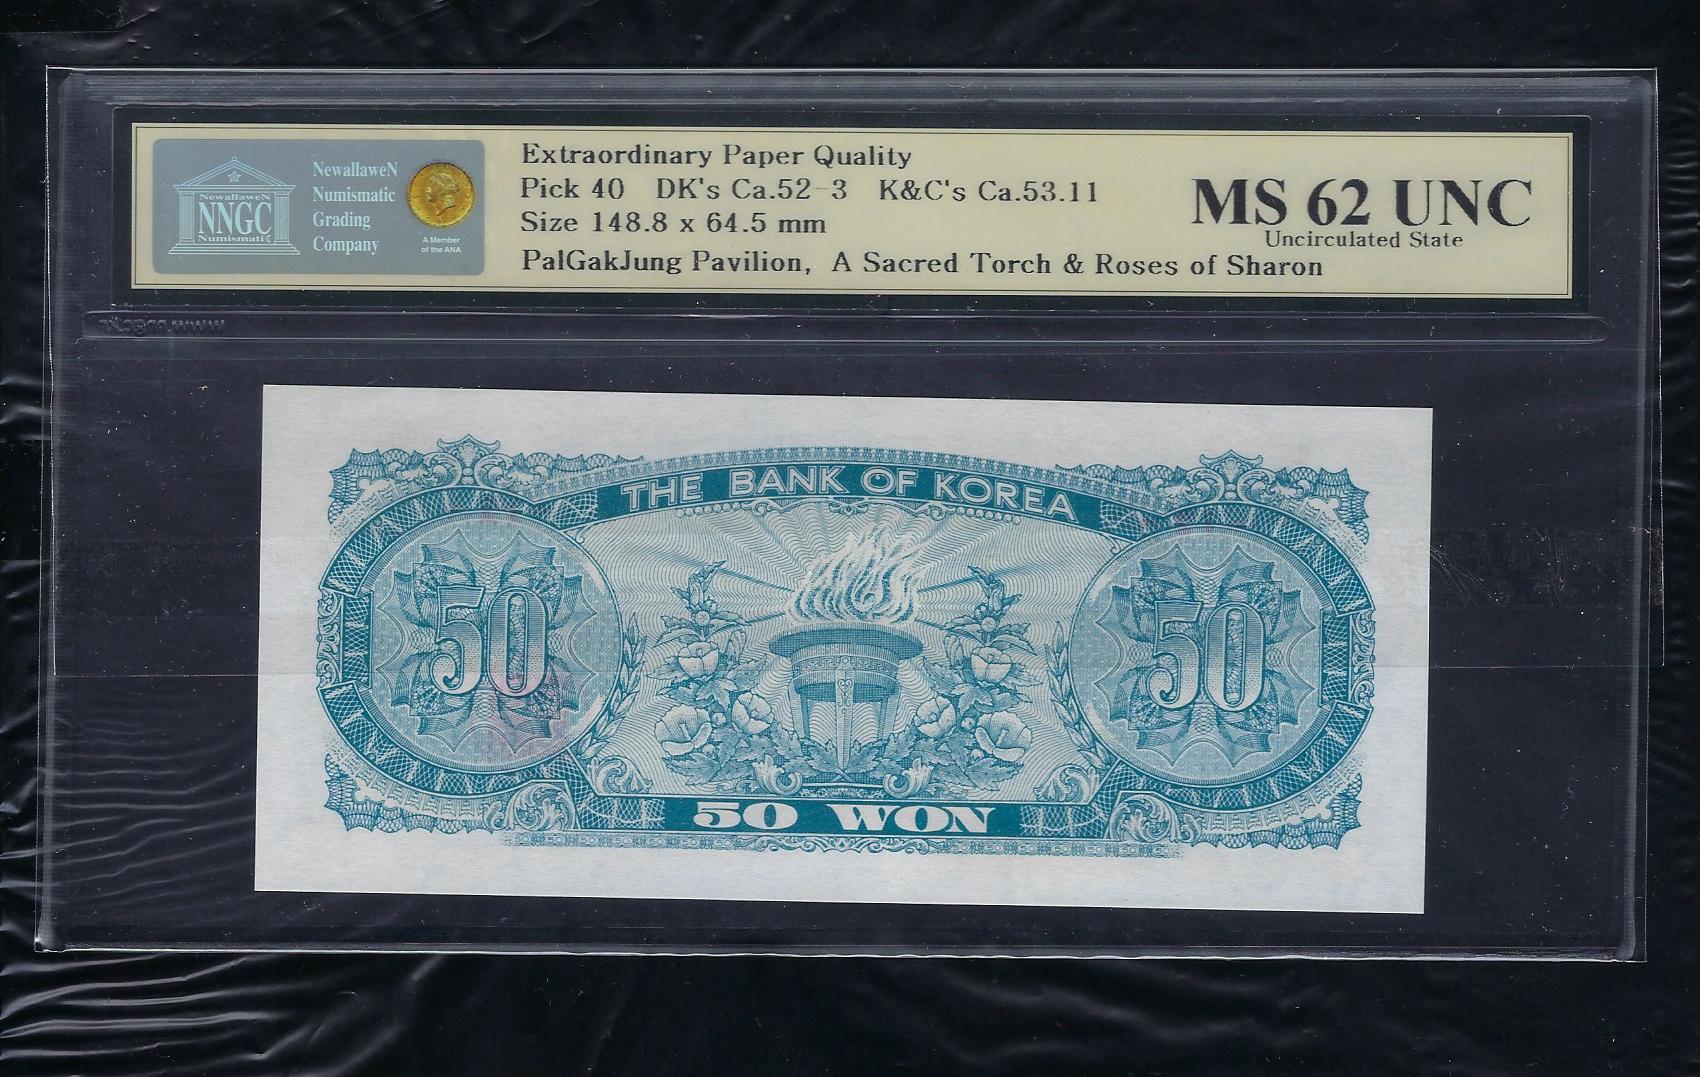 NewallaweN
NNGC
Numismatic
NewallaweN
Numismatic
Grading
Company
A Member
of the ANA
Extraordinary Paper Quality
Pick 40 DK's Ca.52-3 K&C's Ca.53.11
Size 148.8 x 64.5 mm
PalGakJung Pavilion, A Sacred Torch & Roses of Sharon
MS 62 UNC
Uncirculated State
THE BANK OF KOREA
50
50
50 WON